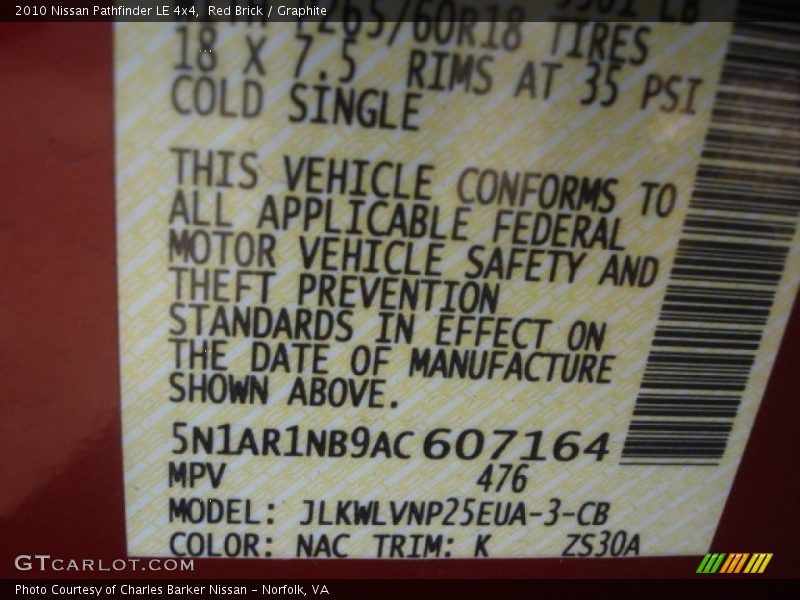 2010 Nissan Pathfinder LE 4x4,  Red Brick / Graphite
265/60R18 TIRES
18 X 7.5 RIMS AT 35 PSI
COLD SINGLE
THIS VEHICLE CONFORMS TO
ALL APPLICABLE FEDERAL
MOTOR VEHICLE SAFETY AND
THEFT PREVENTION
STANDARDS IN EFFECT ON
THE DATE OF MANUFACTURE
SHOWN ABOVE.
5N1AR1NB9AC607164
MPV 476
MODEL: JLKWLVNP25EUA-3-CB
COLOR: NAC TRIM: K ZS30A
GTCARLOT.COM
Photo Courtesy of Charles Barker Nissan - Norfolk, VA